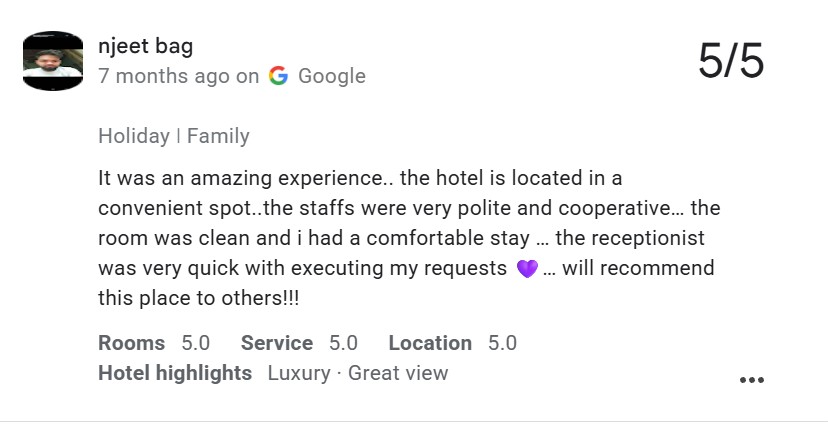 njeet bag
5/5
7 months ago on Google
Holiday | Family
It was an amazing experience.. the hotel is located in a
convenient spot..the staffs were very polite and cooperative… the
room was clean and i had a comfortable stay … the receptionist
was very quick with executing my requests 💜 … will recommend
this place to others!!!
Rooms 5.0 Service 5.0 Location 5.0
Hotel highlights Luxury · Great view